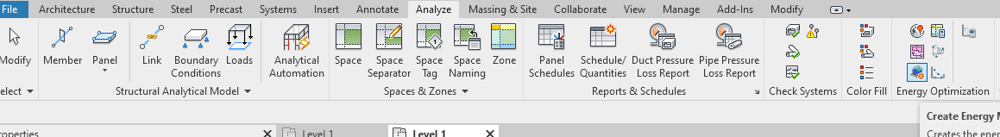 File Architecture Structure Steel Precast Systems Insert Annotate Analyze Massing & Site Collaborate View Manage Add-Ins Modify
Modify
Member
Panel
Link
Boundary
Conditions
Loads
Analytical
Automation
Space
Space
Separator
Space
Tag
Space
Naming
Zone
Panel
Schedules
Schedule/
Quantities
Duct Pressure
Loss Report
Pipe Pressure
Loss Report
elect
Structural Analytical Model
Spaces & Zones
Reports & Schedules
Check Systems
Color Fill
Energy Optimization
Create Energy M
Creates the ener
operties
Level 1
Level 1